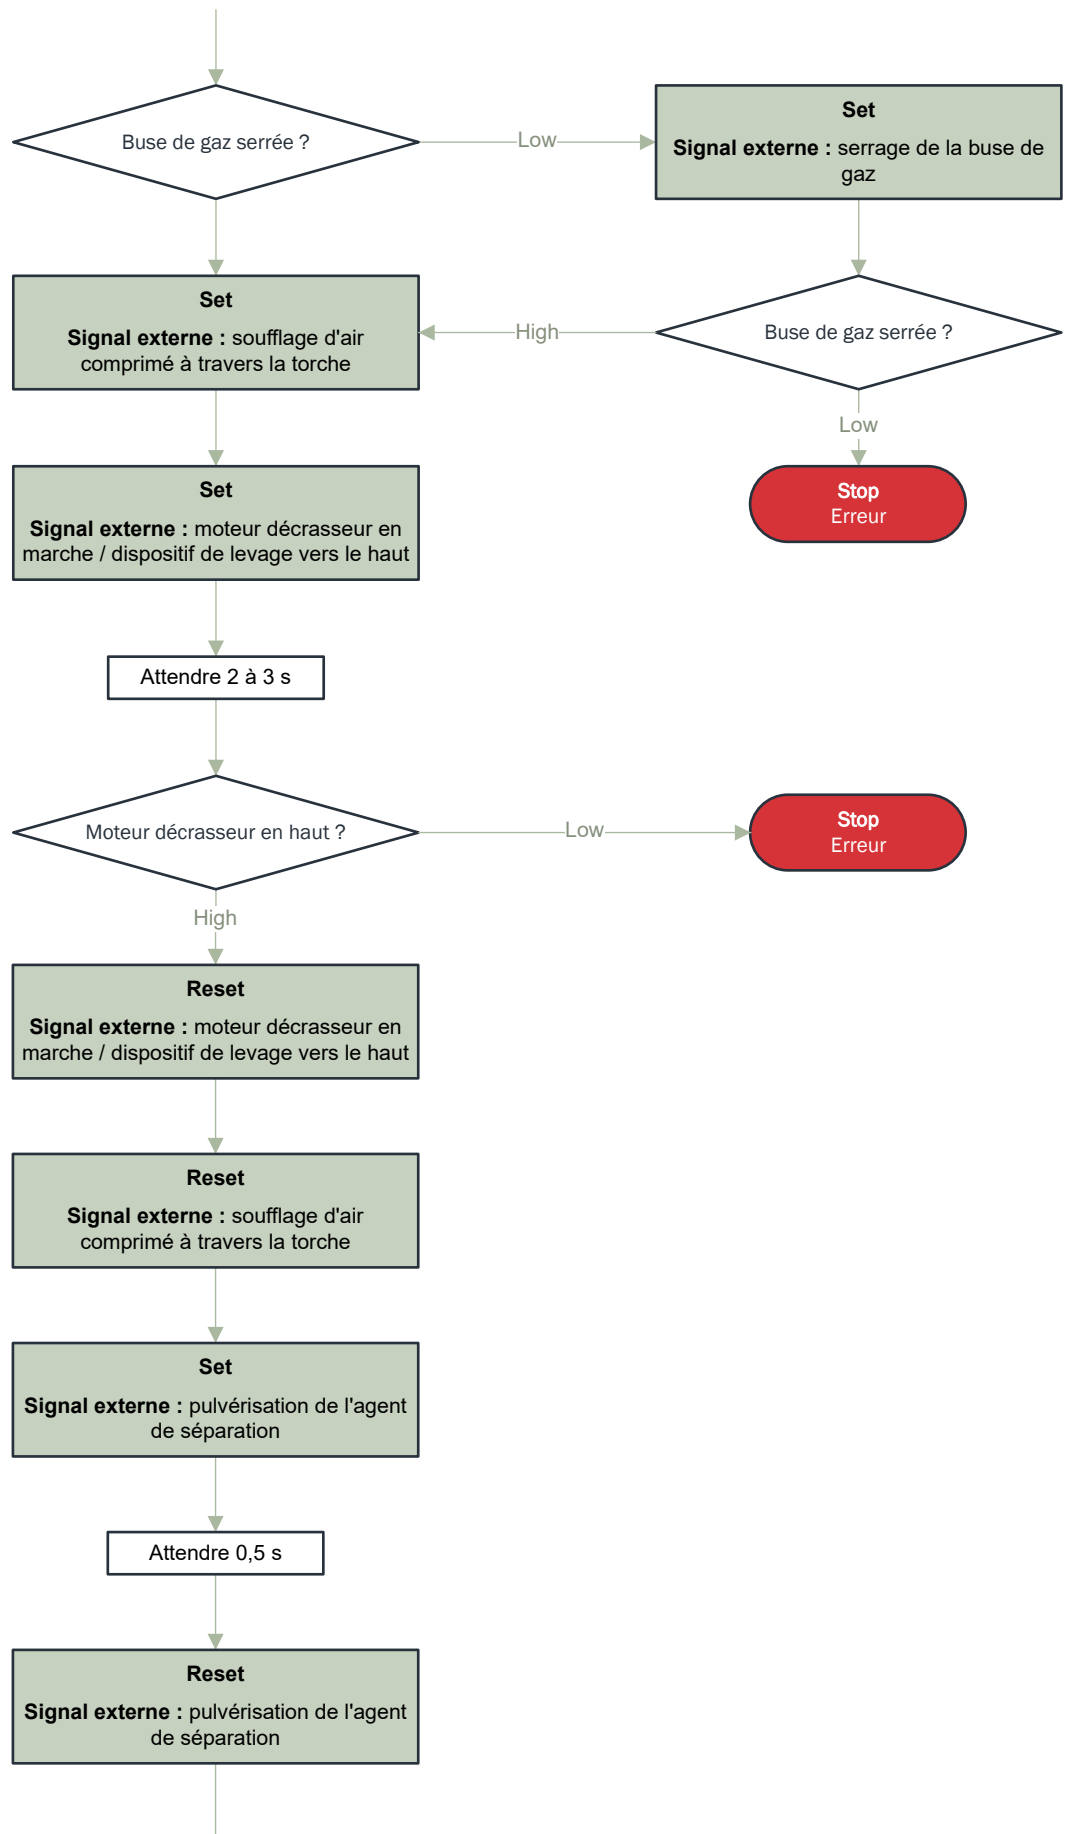 Buse de gaz serrée ?
Low
Set
Signal externe : serrage de la buse de
gaz
Set
Signal externe : soufflage d'air
comprimé à travers la torche
High
Buse de gaz serrée ?
Low
Stop
Erreur
Set
Signal externe : moteur décrasseur en
marche / dispositif de levage vers le haut
Attendre 2 à 3 s
Moteur décrasseur en haut ?
Low
Stop
Erreur
High
Reset
Signal externe : moteur décrasseur en
marche / dispositif de levage vers le haut
Reset
Signal externe : soufflage d'air
comprimé à travers la torche
Set
Signal externe : pulvérisation de l'agent
de séparation
Attendre 0,5 s
Reset
Signal externe : pulvérisation de l'agent
de séparation